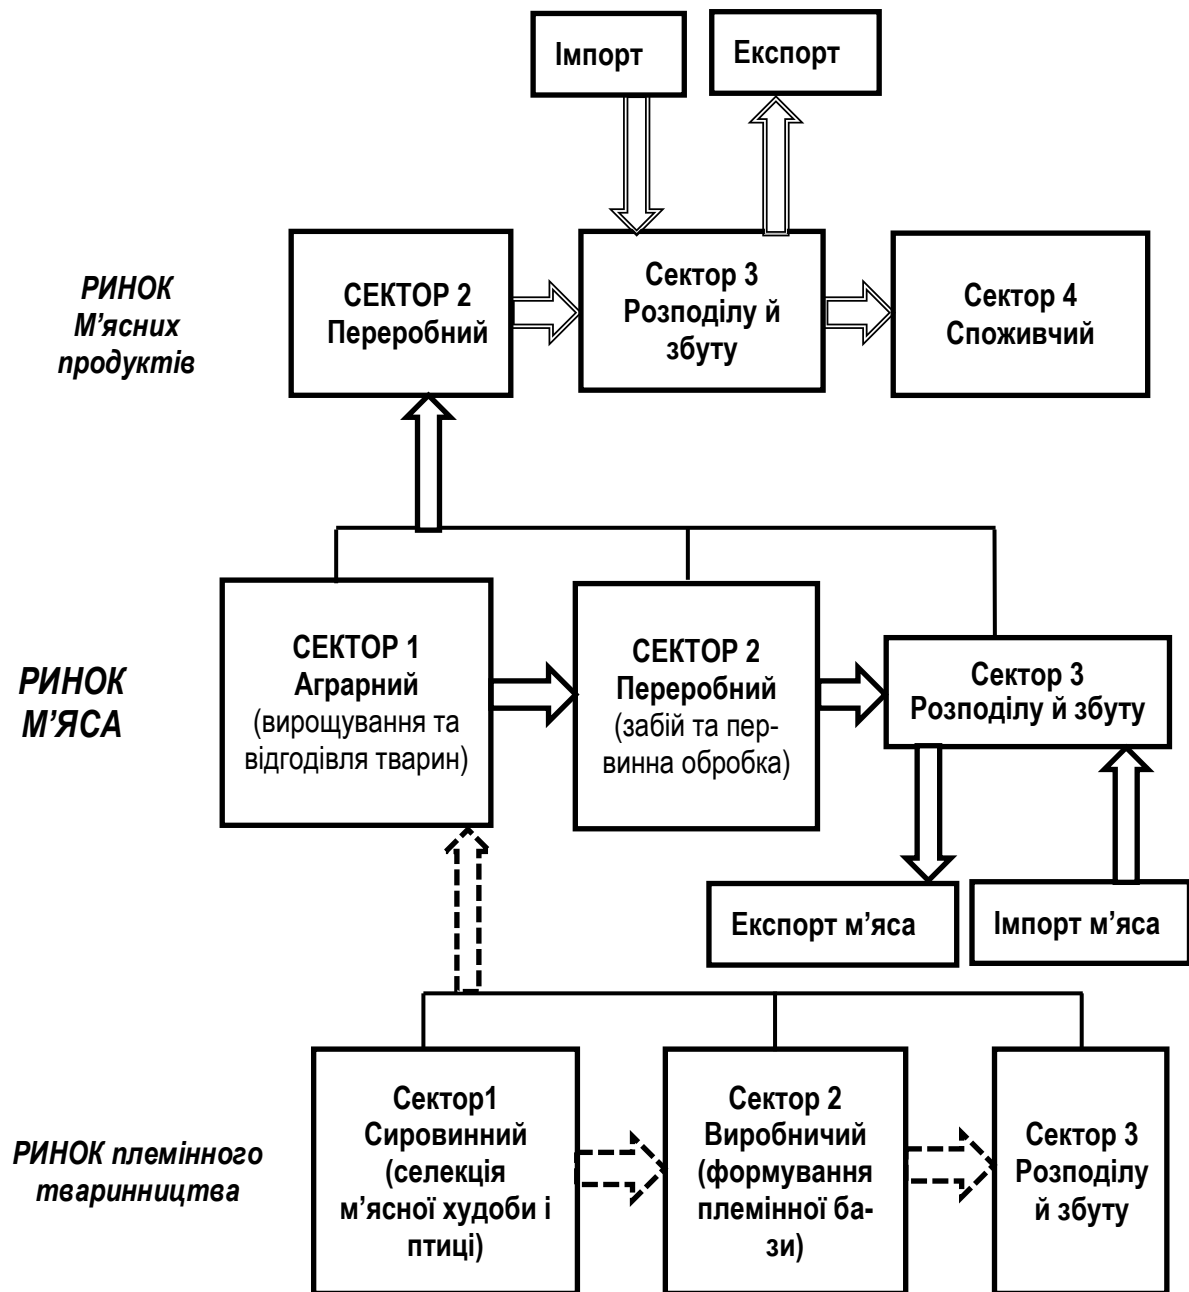 Імпорт
Експорт
РИНОК
М’ясних
продуктів
СЕКТОР 2
Переробний
Сектор 3
Розподілу й
збуту
Сектор 4
Споживчий
РИНОК
М’ЯСА
СЕКТОР 1
Аграрний
(вирощування та
відгодівля тварин)
СЕКТОР 2
Переробний
(забій та пер-
винна обробка)
Сектор 3
Розподілу й збуту
Експорт м’яса
Імпорт м’яса
РИНОК племінного
тваринництва
Сектор1
Сировинний
(селекція
м’ясної худоби і
птиці)
Сектор 2
Виробничий
(формування
племінної ба-
зи)
Сектор 3
Розподілу
й збуту